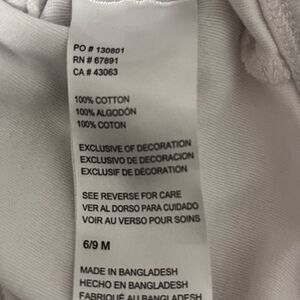 PO # 130801
RN # 67891
CA # 43063
100% COTTON
100% ALGODÓN
100% COTON
EXCLUSIVE OF DECORATION
EXCLUSIVO DE DECORACION
EXCLUSIF DE DÉCORATION
SEE REVERSE FOR CARE
VER AL DORSO PARA CUIDADO
VOIR AU VERSO POUR SOINS
6/9 M
MADE IN BANGLADESH
HECHO EN BANGLADESH
FABRIQUÉ AU BANGLADESH